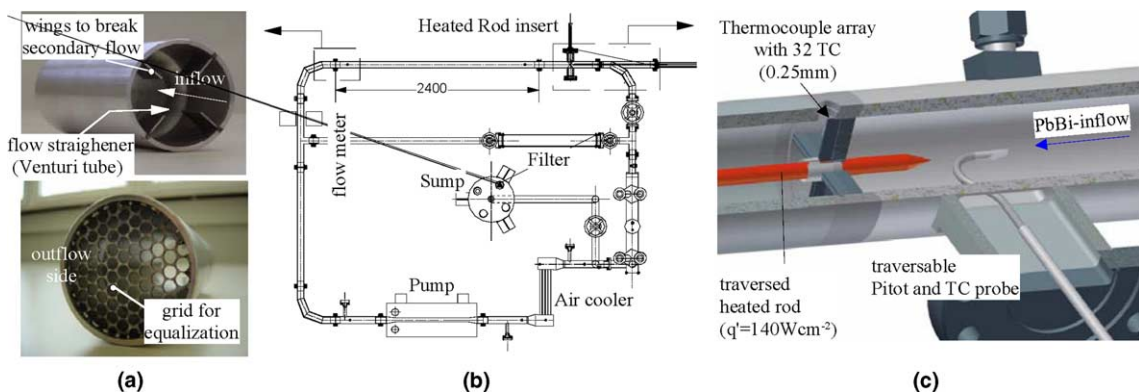 wings to break
secondary flow
inflow
flow straighener
(Venturi tube)
outflow
side
grid for
equalization
(a)
Heated Rod insert
2400
flow meter
Filter
Sump
Pump
Air cooler
(b)
Thermocouple array
with 32 TC
(0.25mm)
PbBi-inflow
traversed
heated rod
(q'=140Wcm-2)
traversable
Pitot and TC probe
(c)